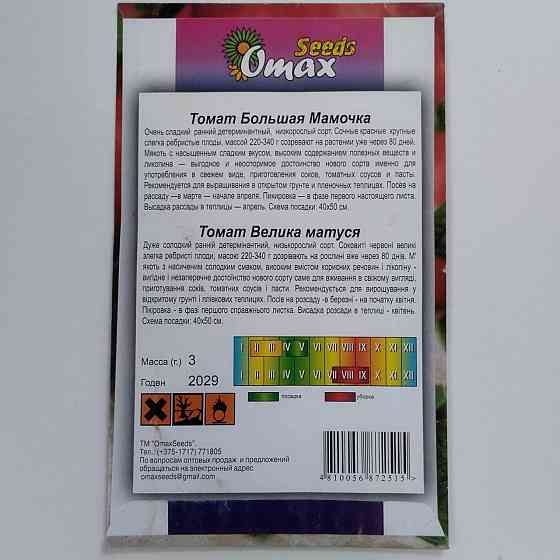 Seeds
Omax
Томат Большая Мамочка
Очень сладкий ранний детерминантный, низкорослый сорт. Сочные красные крупные
слегка ребристые плоды, массой 220-340 г созревают на растении уже через 80 дней.
Мякоть с насыщенным сладким вкусом, высоким содержанием полезных веществ и
ликопина — выгодное и неоспоримое достоинство нового сорта именно для
употребления в свежем виде, приготовления соков, томатных соусов и пасты.
Рекомендуется для выращивания в открытом грунте и пленочных теплицах. Посев на
рассаду —в марте — начале апреля. Пикировка — в фазе первого настоящего листа.
Высадка рассады в теплицы — апрель. Схема посадки: 40х50 см.
Томат Велика матуся
Дуже солодкий ранній детермінантний, низькорослий сорт. Соковиті червоні великі
злегка ребристі плоди, масою 220-340 г дозрівають на рослині вже через 80 днів. М'
якоть з насиченим солодким смаком, високим вмістом корисних речовин і лікопіну -
вигідне і незаперечне достоїнство нового сорту саме для вживання в свіжому вигляді,
приготування соків, томатних соусів і пасти. Рекомендується для вирощування у
відкритому ґрунті і плівкових теплицях. Посів на розсаду -в березні - на початку квітня.
Пікіровка - в фазі першого справжнього листка. Висадка розсади в теплиці - квітень.
Схема посадки: 40х50 см.
I II III IV V VI VII VIII IX X XI XII
Масса (г.) 3
I II III IV V VI VII VIII IX X XI XII
Годен 2029
посадка уборка
ТМ "OmaxSeeds".
Тел.:(+375-1717) 771805
По вопросам оптовых продаж и предложений
обращаться на электронный адрес
omaxseeds@gmail.com
4810056872515>